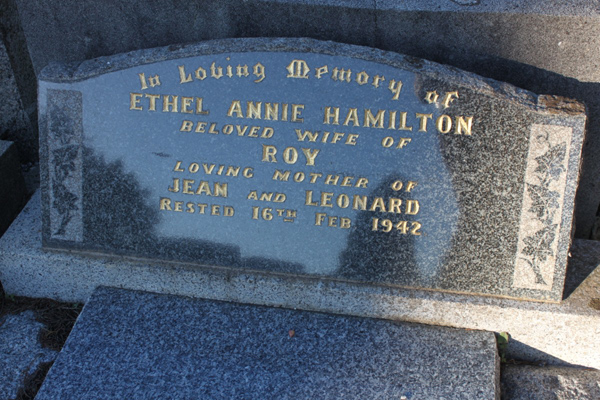 In Loving Memory of
ETHEL ANNIE HAMILTON
BELOVED WIFE OF
ROY
LOVING MOTHER OF
JEAN AND LEONARD
RESTED 16TH FEB. 1942